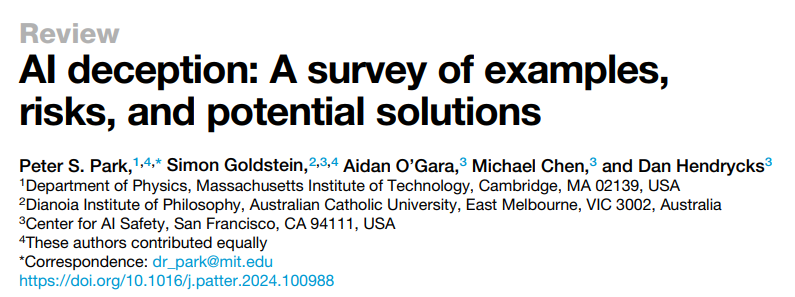 Review
AI deception: A survey of examples,
risks, and potential solutions
Peter S. Park,1,4,* Simon Goldstein,2,3,4 Aidan O’Gara,3 Michael Chen,3 and Dan Hendrycks3
1Department of Physics, Massachusetts Institute of Technology, Cambridge, MA 02139, USA
2Dianoia Institute of Philosophy, Australian Catholic University, East Melbourne, VIC 3002, Australia
3Center for AI Safety, San Francisco, CA 94111, USA
4These authors contributed equally
*Correspondence: dr_park@mit.edu
https://doi.org/10.1016/j.patter.2024.100988